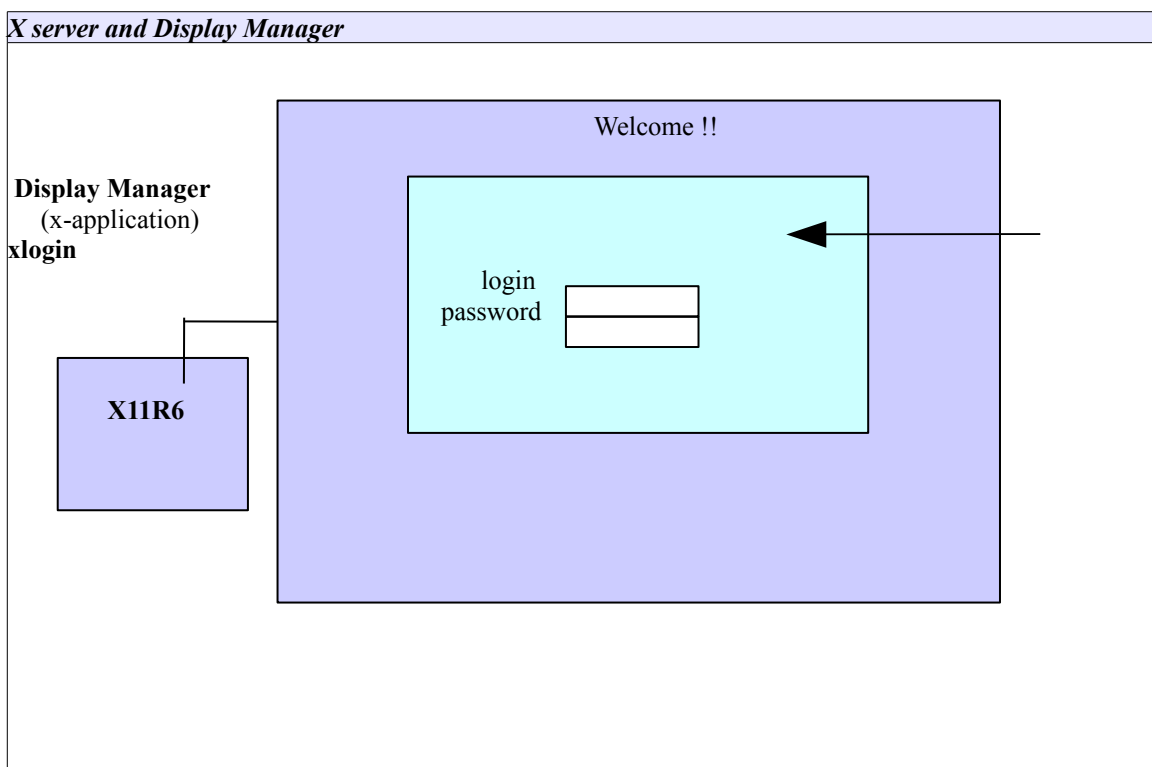 X server and Display Manager
Welcome !!
Display Manager
(x-application)
xlogin
login
password
X11R6